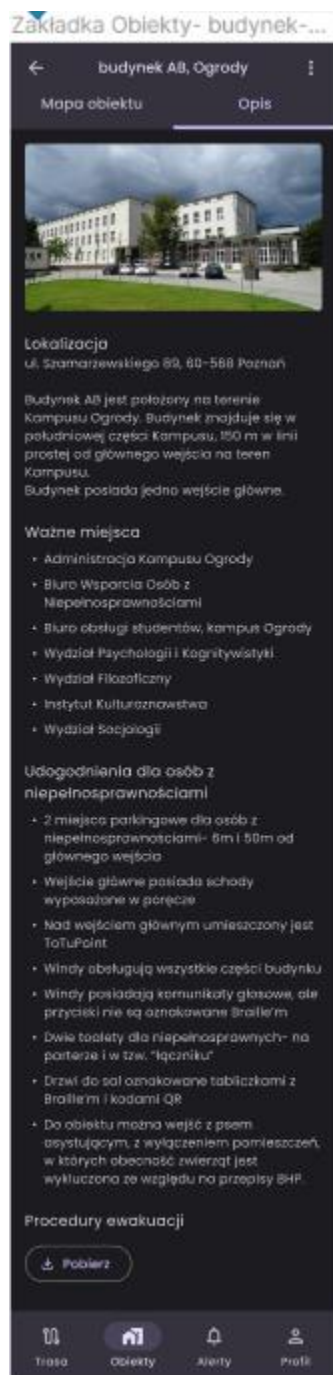 Zakładka Obiekty- budynek-...
budynek AB, Ogrody
Mapa obiektu
Opis
Lokalizacja
ul. Szamarzewskiego 89, 60-568 Poznań
Budynek AB jest położony na terenie
Kampusu Ogrody. Budynek znajduje się w
południowej części Kampusu, 150 m w linii
prostej od głównego wejścia na teren
Kampusu.
Budynek posiada jedno wejście główne.
Ważne miejsca
• Administracja Kampusu Ogrody
• Biuro Wsparcia Osób z
Niepełnosprawnościami
• Biuro obsługi studentów, kampus Ogrody
• Wydział Psychologii i Kognitywistyki
• Wydział Filozoficzny
• Instytut Kulturoznawstwa
• Wydział Socjologii
Udogodnienia dla osób z
niepełnosprawnościami
• 2 miejsca parkingowe dla osób z
niepełnosprawnościami- 6m i 50m od
głównego wejścia
• Wejście główne posiada schody
wyposażone w poręcze
• Nad wejściem głównym umieszczony jest
ToTuPoint
• Windy obsługują wszystkie części budynku
• Windy posiadają komunikaty głosowe, ale
przyciski nie są oznakowane Braille'm
• Dwie toalety dla niepełnosprawnych- na
parterze i w tzw. "łączniku"
• Drzwi do sal oznakowane tabliczkami z
Braille'm i kodami QR
• Do obiektu można wejść z psem
asystującym, z wyłączeniem pomieszczeń,
w których obecność zwierząt jest
wykluczona ze względu na przepisy BHP.
Procedury ewakuacji
Pobierz
Trasa
Obiekty
Alerty
Profil